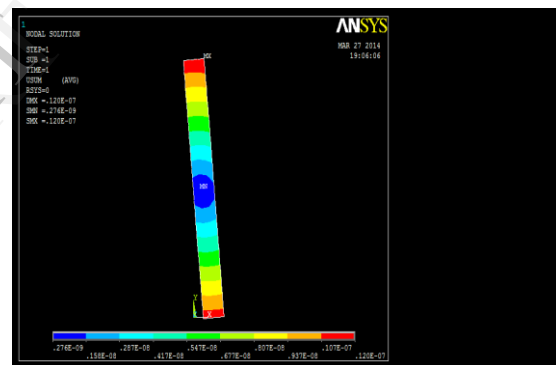 1
NODAL SOLUTION
STEP=1
SUB =1
TIME=1
USUM (AVG)
RSYS=0
DMX =.120E-07
SMN =.276E-09
SMX =.120E-07
ANSYS
MAR 27 2014
19:06:06
MX
MN
Y
X
.276E-09 .287E-08 .547E-08 .807E-08 .107E-07
.158E-08 .417E-08 .677E-08 .937E-08 .120E-07